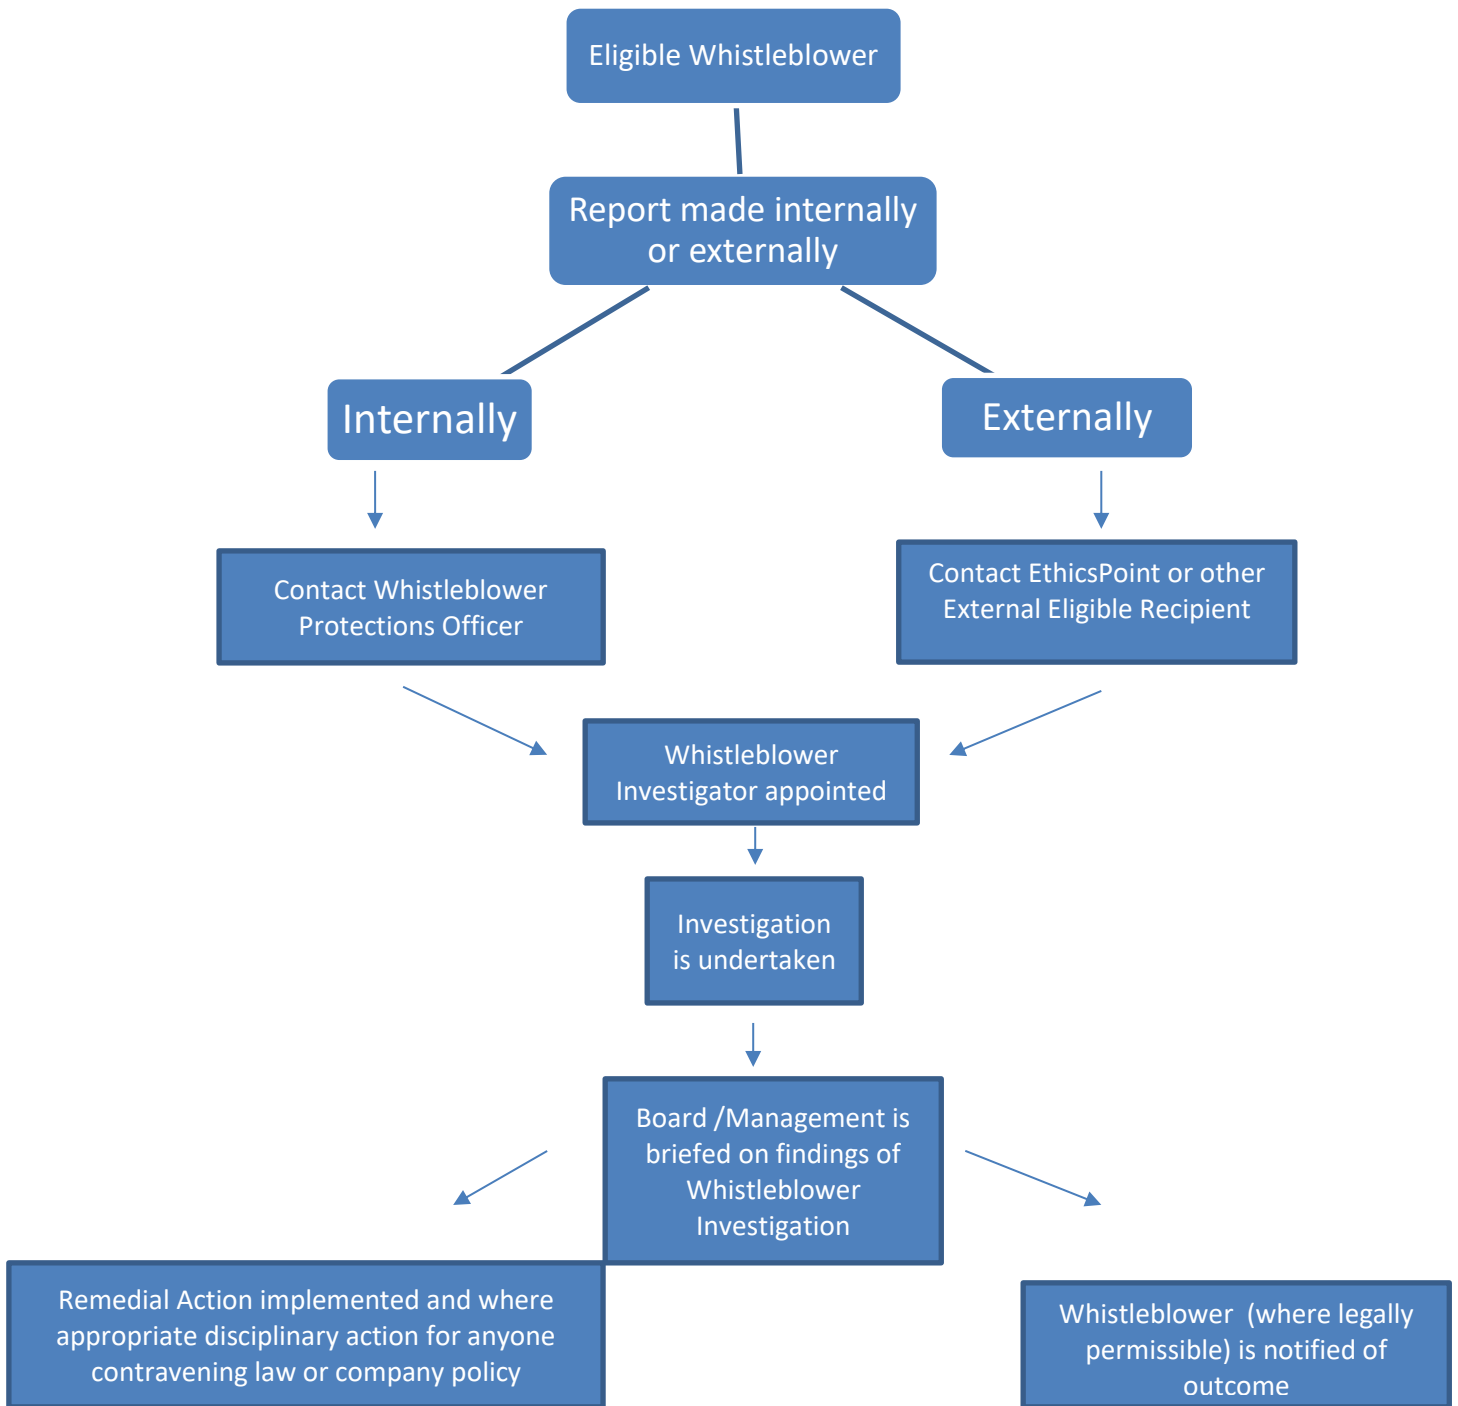 Eligible Whistleblower
Report made internally
or externally
Internally
Externally
Contact Whistleblower
Protections Officer
Contact EthicsPoint or other
External Eligible Recipient
Whistleblower
Investigator appointed
Investigation
is undertaken
Board /Management is
briefed on findings of
Whistleblower
Investigation
Remedial Action implemented and where
appropriate disciplinary action for anyone
contravening law or company policy
Whistleblower  (where legally
permissible) is notified of
outcome